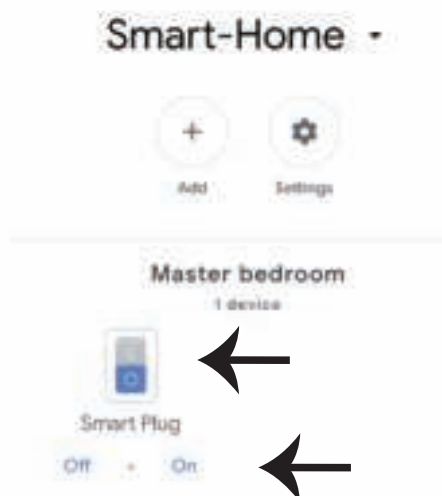 Smart-Home
Add Settings
Master bedroom
1 device
Smart Plug
Off • On